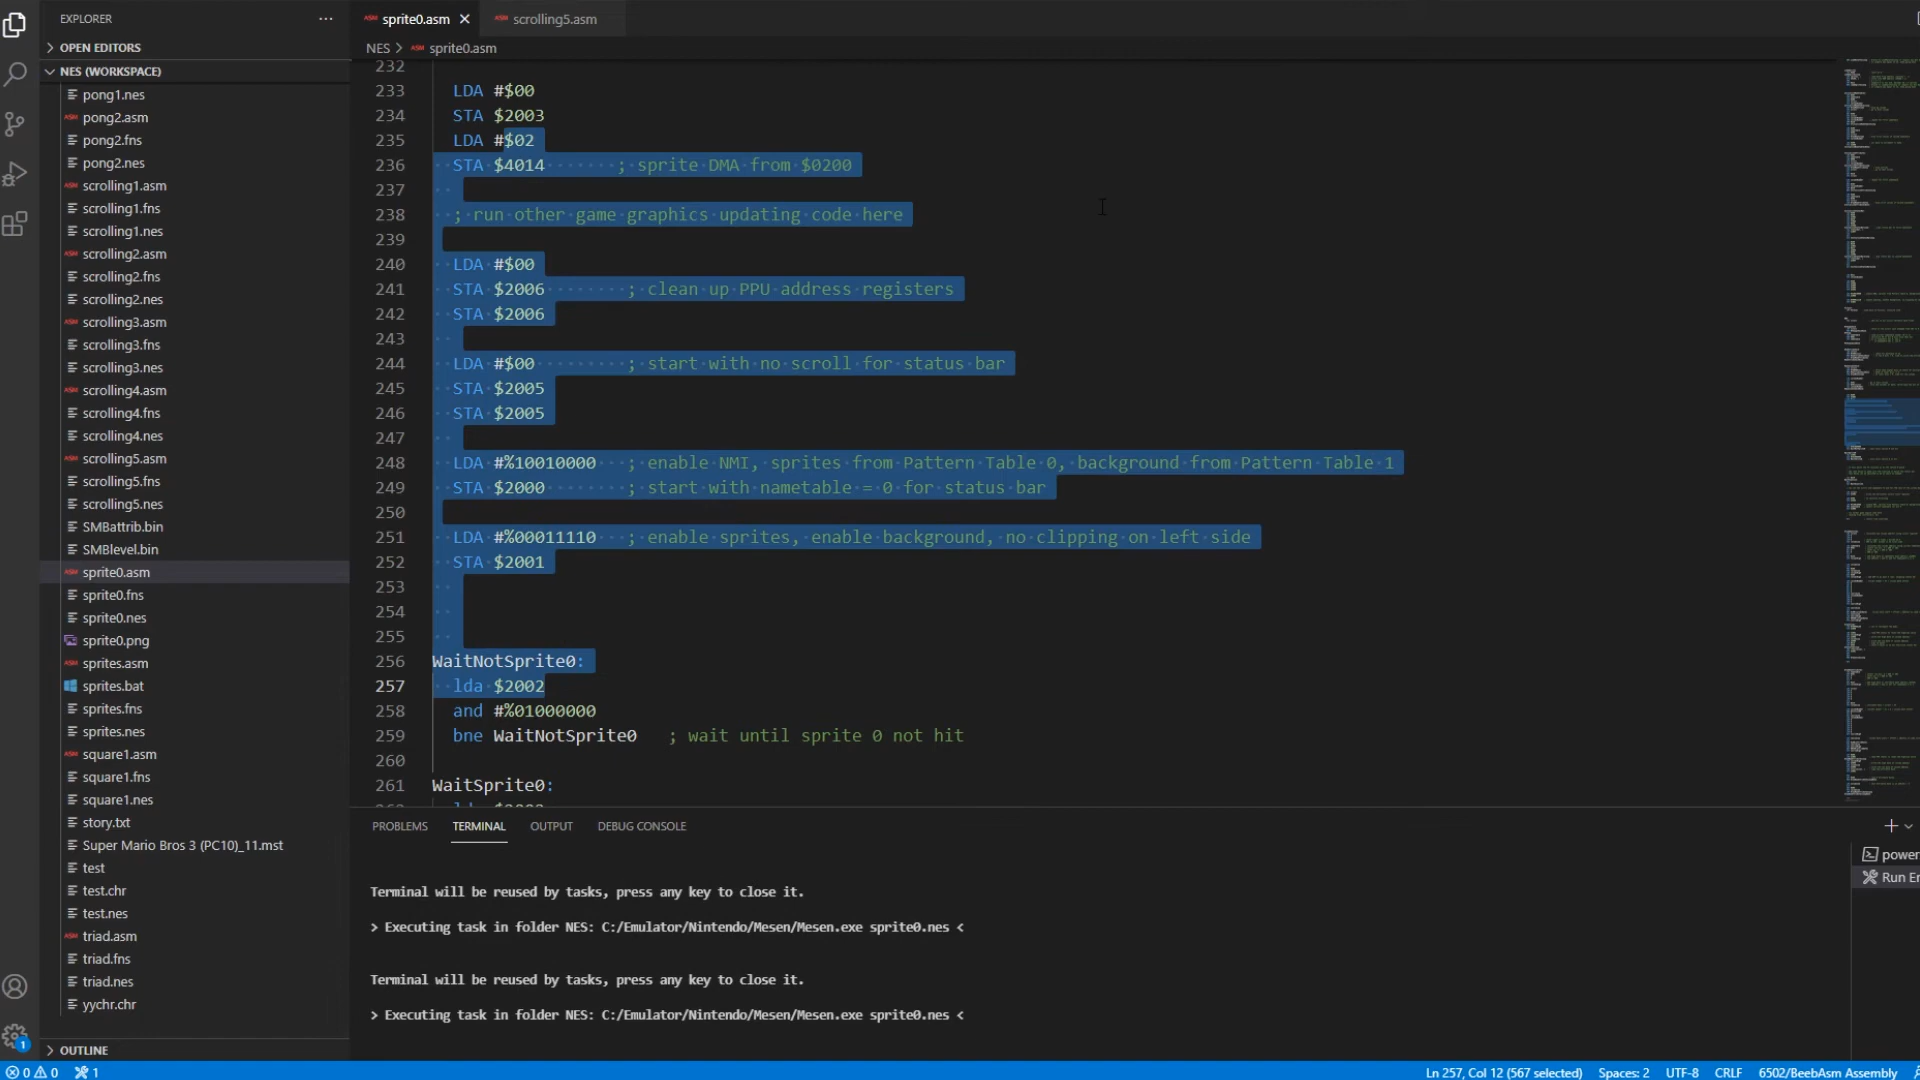 EXPLORER
OPEN EDITORS
NES (WORKSPACE)
pong1.nes
pong2.asm
pong2.fns
pong2.nes
scrolling1.asm
scrolling1.fns
scrolling1.nes
scrolling2.asm
scrolling2.fns
scrolling2.nes
scrolling3.asm
scrolling3.fns
scrolling3.nes
scrolling4.asm
scrolling4.fns
scrolling4.nes
scrolling5.asm
scrolling5.fns
scrolling5.nes
SMBattrib.bin
SMBlevel.bin
sprite0.asm
sprite0.fns
sprite0.nes
sprite0.png
sprites.asm
sprites.bat
sprites.fns
sprites.nes
square1.asm
square1.fns
square1.nes
story.txt
Super Mario Bros 3 (PC10)_11.mst
test
test.chr
test.nes
triad.asm
triad.fns
triad.nes
yychr.chr
OUTLINE
sprite0.asm
scrolling5.asm
NES > sprite0.asm
232
233 LDA #$00
234 STA $2003
235 LDA #$02
236 STA $4014 ; sprite DMA from $0200
237
238 ; run other game graphics updating code here
239
240 LDA #$00
241 STA $2006 ; clean up PPU address registers
242 STA $2006
243
244 LDA #$00 ; start with no scroll for status bar
245 STA $2005
246 STA $2005
247
248 LDA #%10010000 ; enable NMI, sprites from Pattern Table 0, background from Pattern Table 1
249 STA $2000 ; start with nametable = 0 for status bar
250
251 LDA #%00011110 ; enable sprites, enable background, no clipping on left side
252 STA $2001
253
254
255
256 WaitNotSprite0:
257 lda $2002
258 and #%01000000
259 bne WaitNotSprite0 ; wait until sprite 0 not hit
260
261 WaitSprite0:
PROBLEMS TERMINAL OUTPUT DEBUG CONSOLE
Terminal will be reused by tasks, press any key to close it.
> Executing task in folder NES: C:/Emulator/Nintendo/Mesen/Mesen.exe sprite0.nes <
Terminal will be reused by tasks, press any key to close it.
> Executing task in folder NES: C:/Emulator/Nintendo/Mesen/Mesen.exe sprite0.nes <
power
Run En
1
0 0 1
Ln 257, Col 12 (567 selected) Spaces: 2 UTF-8 CRLF 6502/BeebAsm Assembly